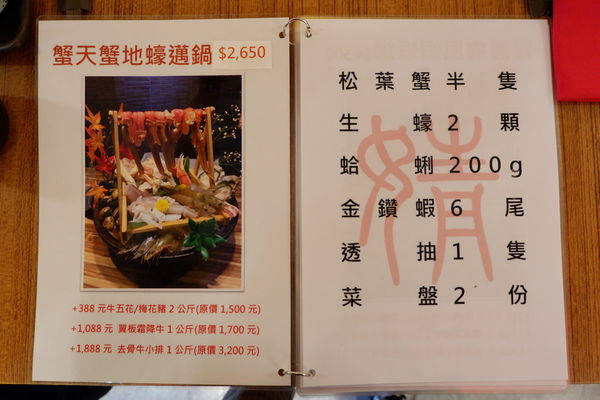 蟹天蟹地蠔邁鍋 $2,650
+388 元牛五花/梅花豬 2 公斤(原價 1,500 元)
+1,088 元 翼板霜降牛 1 公斤(原價 1,700 元)
+1,888 元 去骨牛小排 1 公斤(原價 3,200 元)
松葉蟹半隻
生蠔2顆
蛤蜊200g
金鑽蝦6尾
透抽1隻
菜盤2份